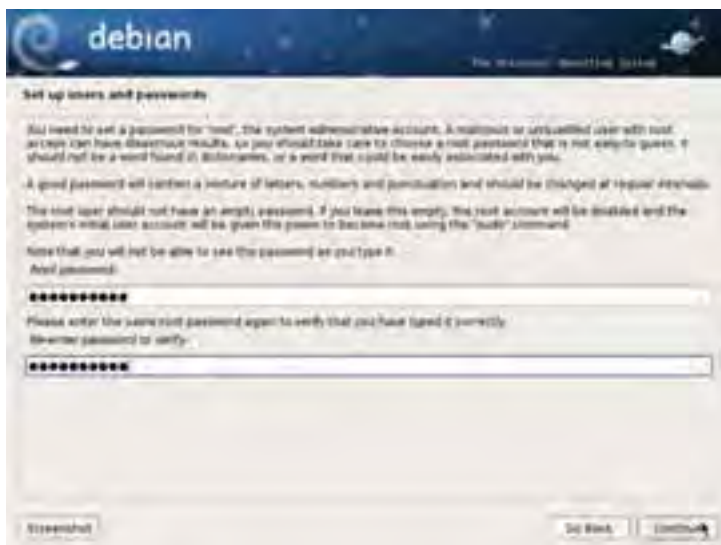 debian
The Universal Operating System
Set up users and passwords
You need to set a password for 'root', the system administrative account. A malicious or unqualified user with root
access can have disastrous results, so you should take care to choose a root password that is not easy to guess. It
should not be a word found in dictionaries, or a word that could be easily associated with you.
A good password will contain a mixture of letters, numbers and punctuation and should be changed at regular intervals.
The root user should not have an empty password. If you leave this empty, the root account will be disabled and the
system's initial user account will be given the power to become root using the "sudo" command.
Note that you will not be able to see the password as you type it.
Root password:
Please enter the same root password again to verify that you have typed it correctly.
Re-enter password to verify:
Screenshot
Go Back
Continue